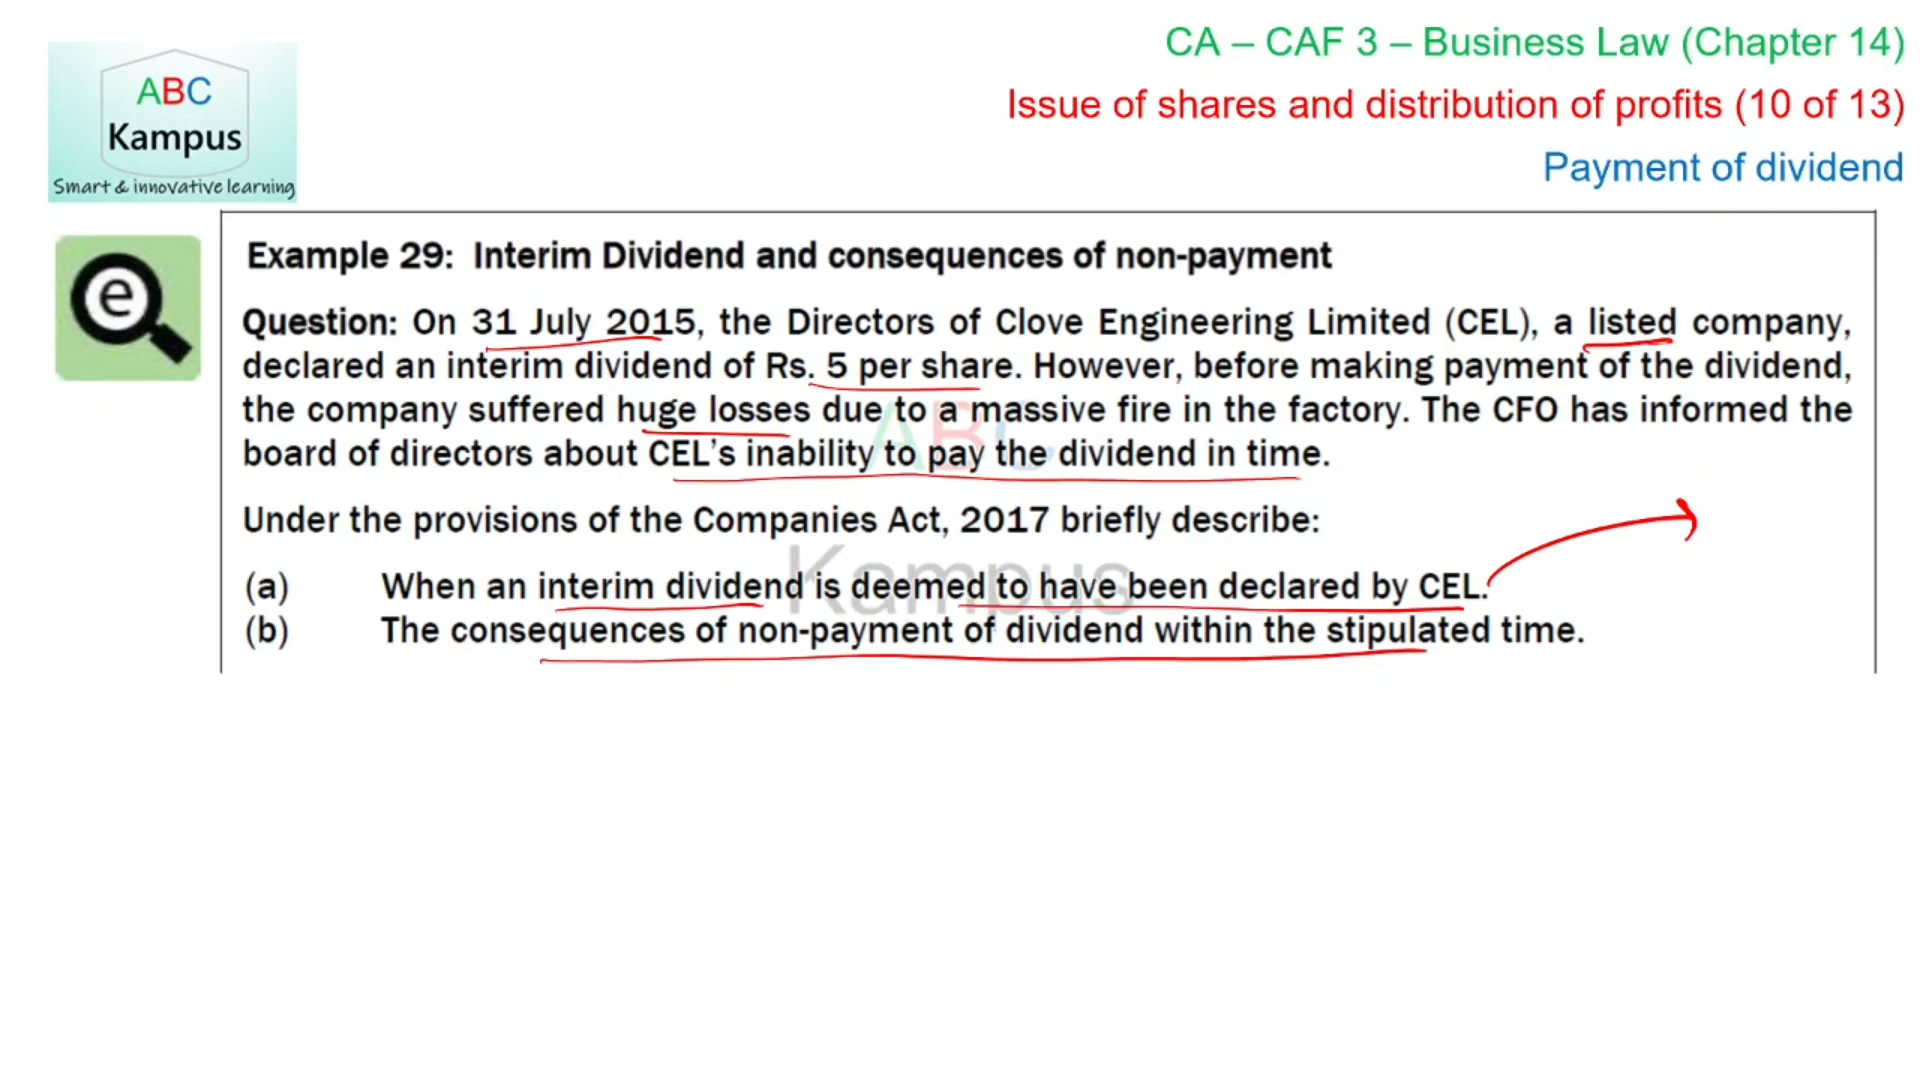 CA – CAF 3 – Business Law (Chapter 14)
Issue of shares and distribution of profits (10 of 13)
Payment of dividend
ABC
Kampus
Smart & innovative learning
e
Example 29: Interim Dividend and consequences of non-payment
Question: On 31 July 2015, the Directors of Clove Engineering Limited (CEL), a listed company,
declared an interim dividend of Rs. 5 per share. However, before making payment of the dividend,
the company suffered huge losses due to a massive fire in the factory. The CFO has informed the
board of directors about CEL's inability to pay the dividend in time.
Under the provisions of the Companies Act, 2017 briefly describe:
(a) When an interim dividend is deemed to have been declared by CEL.
(b) The consequences of non-payment of dividend within the stipulated time.
ABC
Kampus